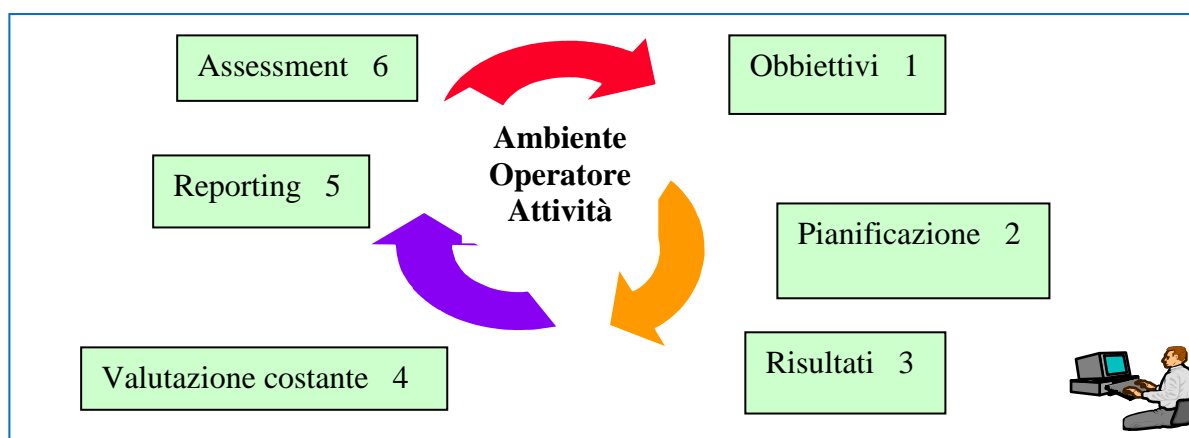 Assessment 6
Obbiettivi 1
Ambiente
Operatore
Attività
Reporting 5
Pianificazione 2
Valutazione costante 4
Risultati 3